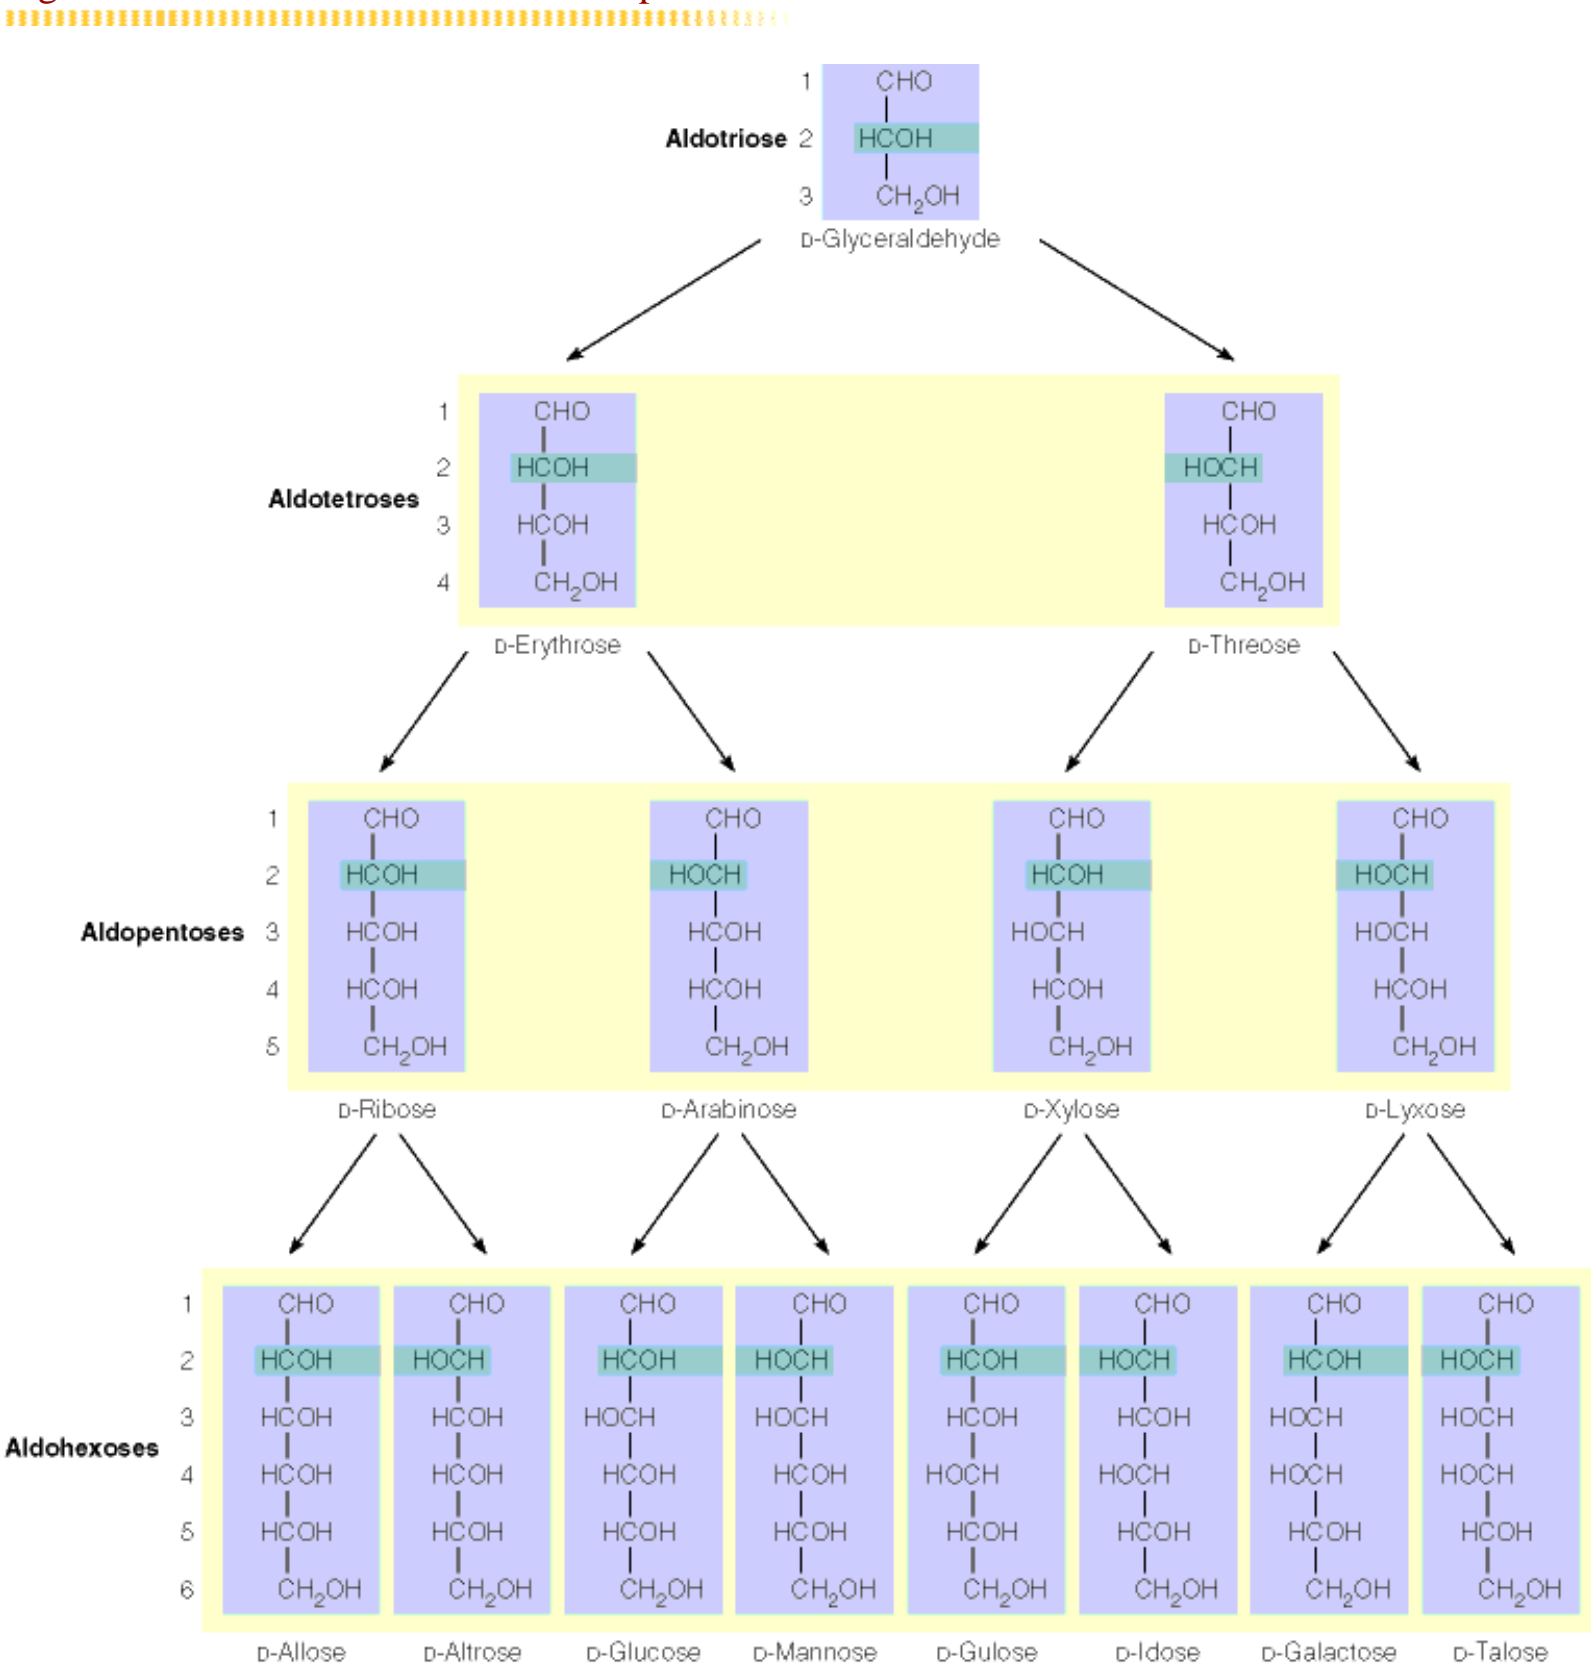 1 CHO
Aldotriose 2 HCOH
3 CH₂OH
D-Glyceraldehyde
1 CHO CHO
2 HCOH HOCH
Aldotetroses
3 HCOH HCOH
4 CH₂OH CH₂OH
D-Erythrose D-Threose
1 CHO CHO CHO CHO
2 HCOH HOCH HCOH HOCH
Aldopentoses 3 HCOH HCOH HOCH HOCH
4 HCOH HCOH HCOH HCOH
5 CH₂OH CH₂OH CH₂OH CH₂OH
D-Ribose D-Arabinose D-Xylose D-Lyxose
1 CHO CHO CHO CHO CHO CHO CHO CHO
2 HCOH HOCH HCOH HOCH HCOH HOCH HCOH HOCH
3 HCOH HCOH HOCH HOCH HCOH HCOH HOCH HOCH
Aldohexoses
4 HCOH HCOH HCOH HCOH HOCH HOCH HOCH HOCH
5 HCOH HCOH HCOH HCOH HCOH HCOH HCOH HCOH
6 CH₂OH CH₂OH CH₂OH CH₂OH CH₂OH CH₂OH CH₂OH CH₂OH
D-Allose D-Altrose D-Glucose D-Mannose D-Gulose D-Idose D-Galactose D-Talose